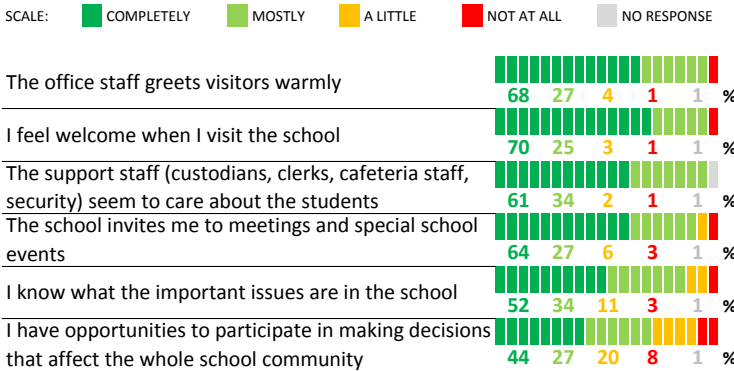 SCALE: COMPLETELY MOSTLY A LITTLE NOT AT ALL NO RESPONSE
The office staff greets visitors warmly
68 27 4 1 1 %
I feel welcome when I visit the school
70 25 3 1 1 %
The support staff (custodians, clerks, cafeteria staff,
security) seem to care about the students
61 34 2 1 1 %
The school invites me to meetings and special school
events
64 27 6 3 1 %
I know what the important issues are in the school
52 34 11 3 1 %
I have opportunities to participate in making decisions
that affect the whole school community
44 27 20 8 1 %